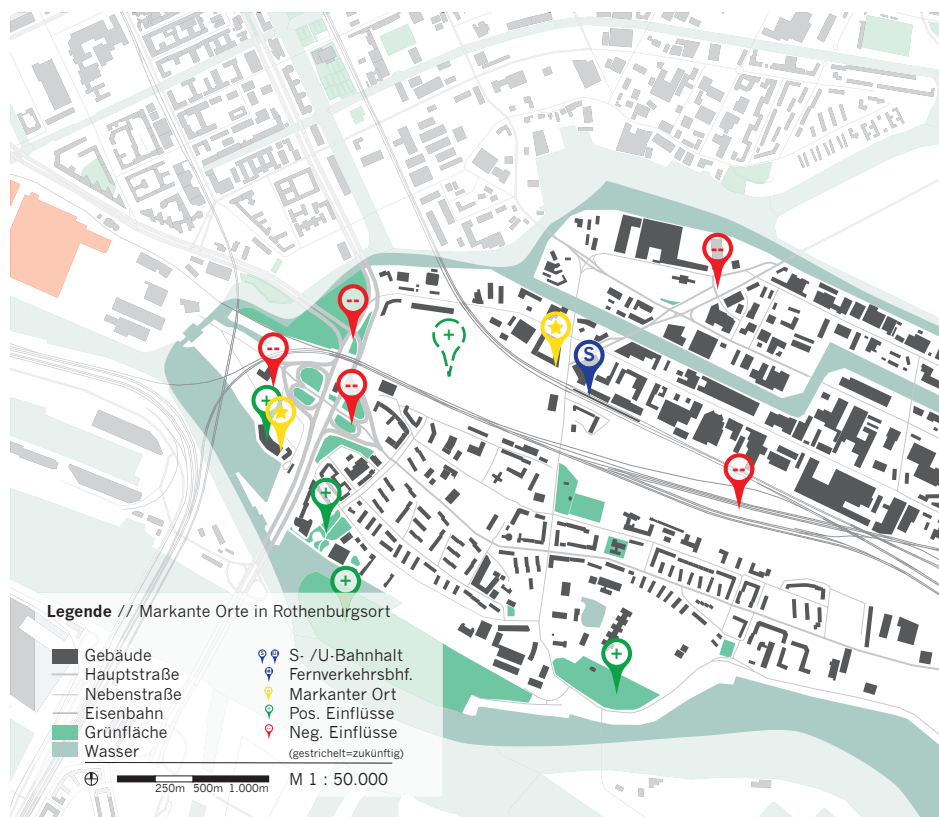 --
--
+
S
--
--
+
--
+
+
+
Legende // Markante Orte in Rothenburgsort
Gebäude
Hauptstraße
Nebenstraße
Eisenbahn
Grünfläche
Wasser
S- /U-Bahnhalt
Fernverkehrsbhf.
Markanter Ort
Pos. Einflüsse
Neg. Einflüsse
(gestrichelt=zukünftig)
250m 500m 1.000m
M 1 : 50.000